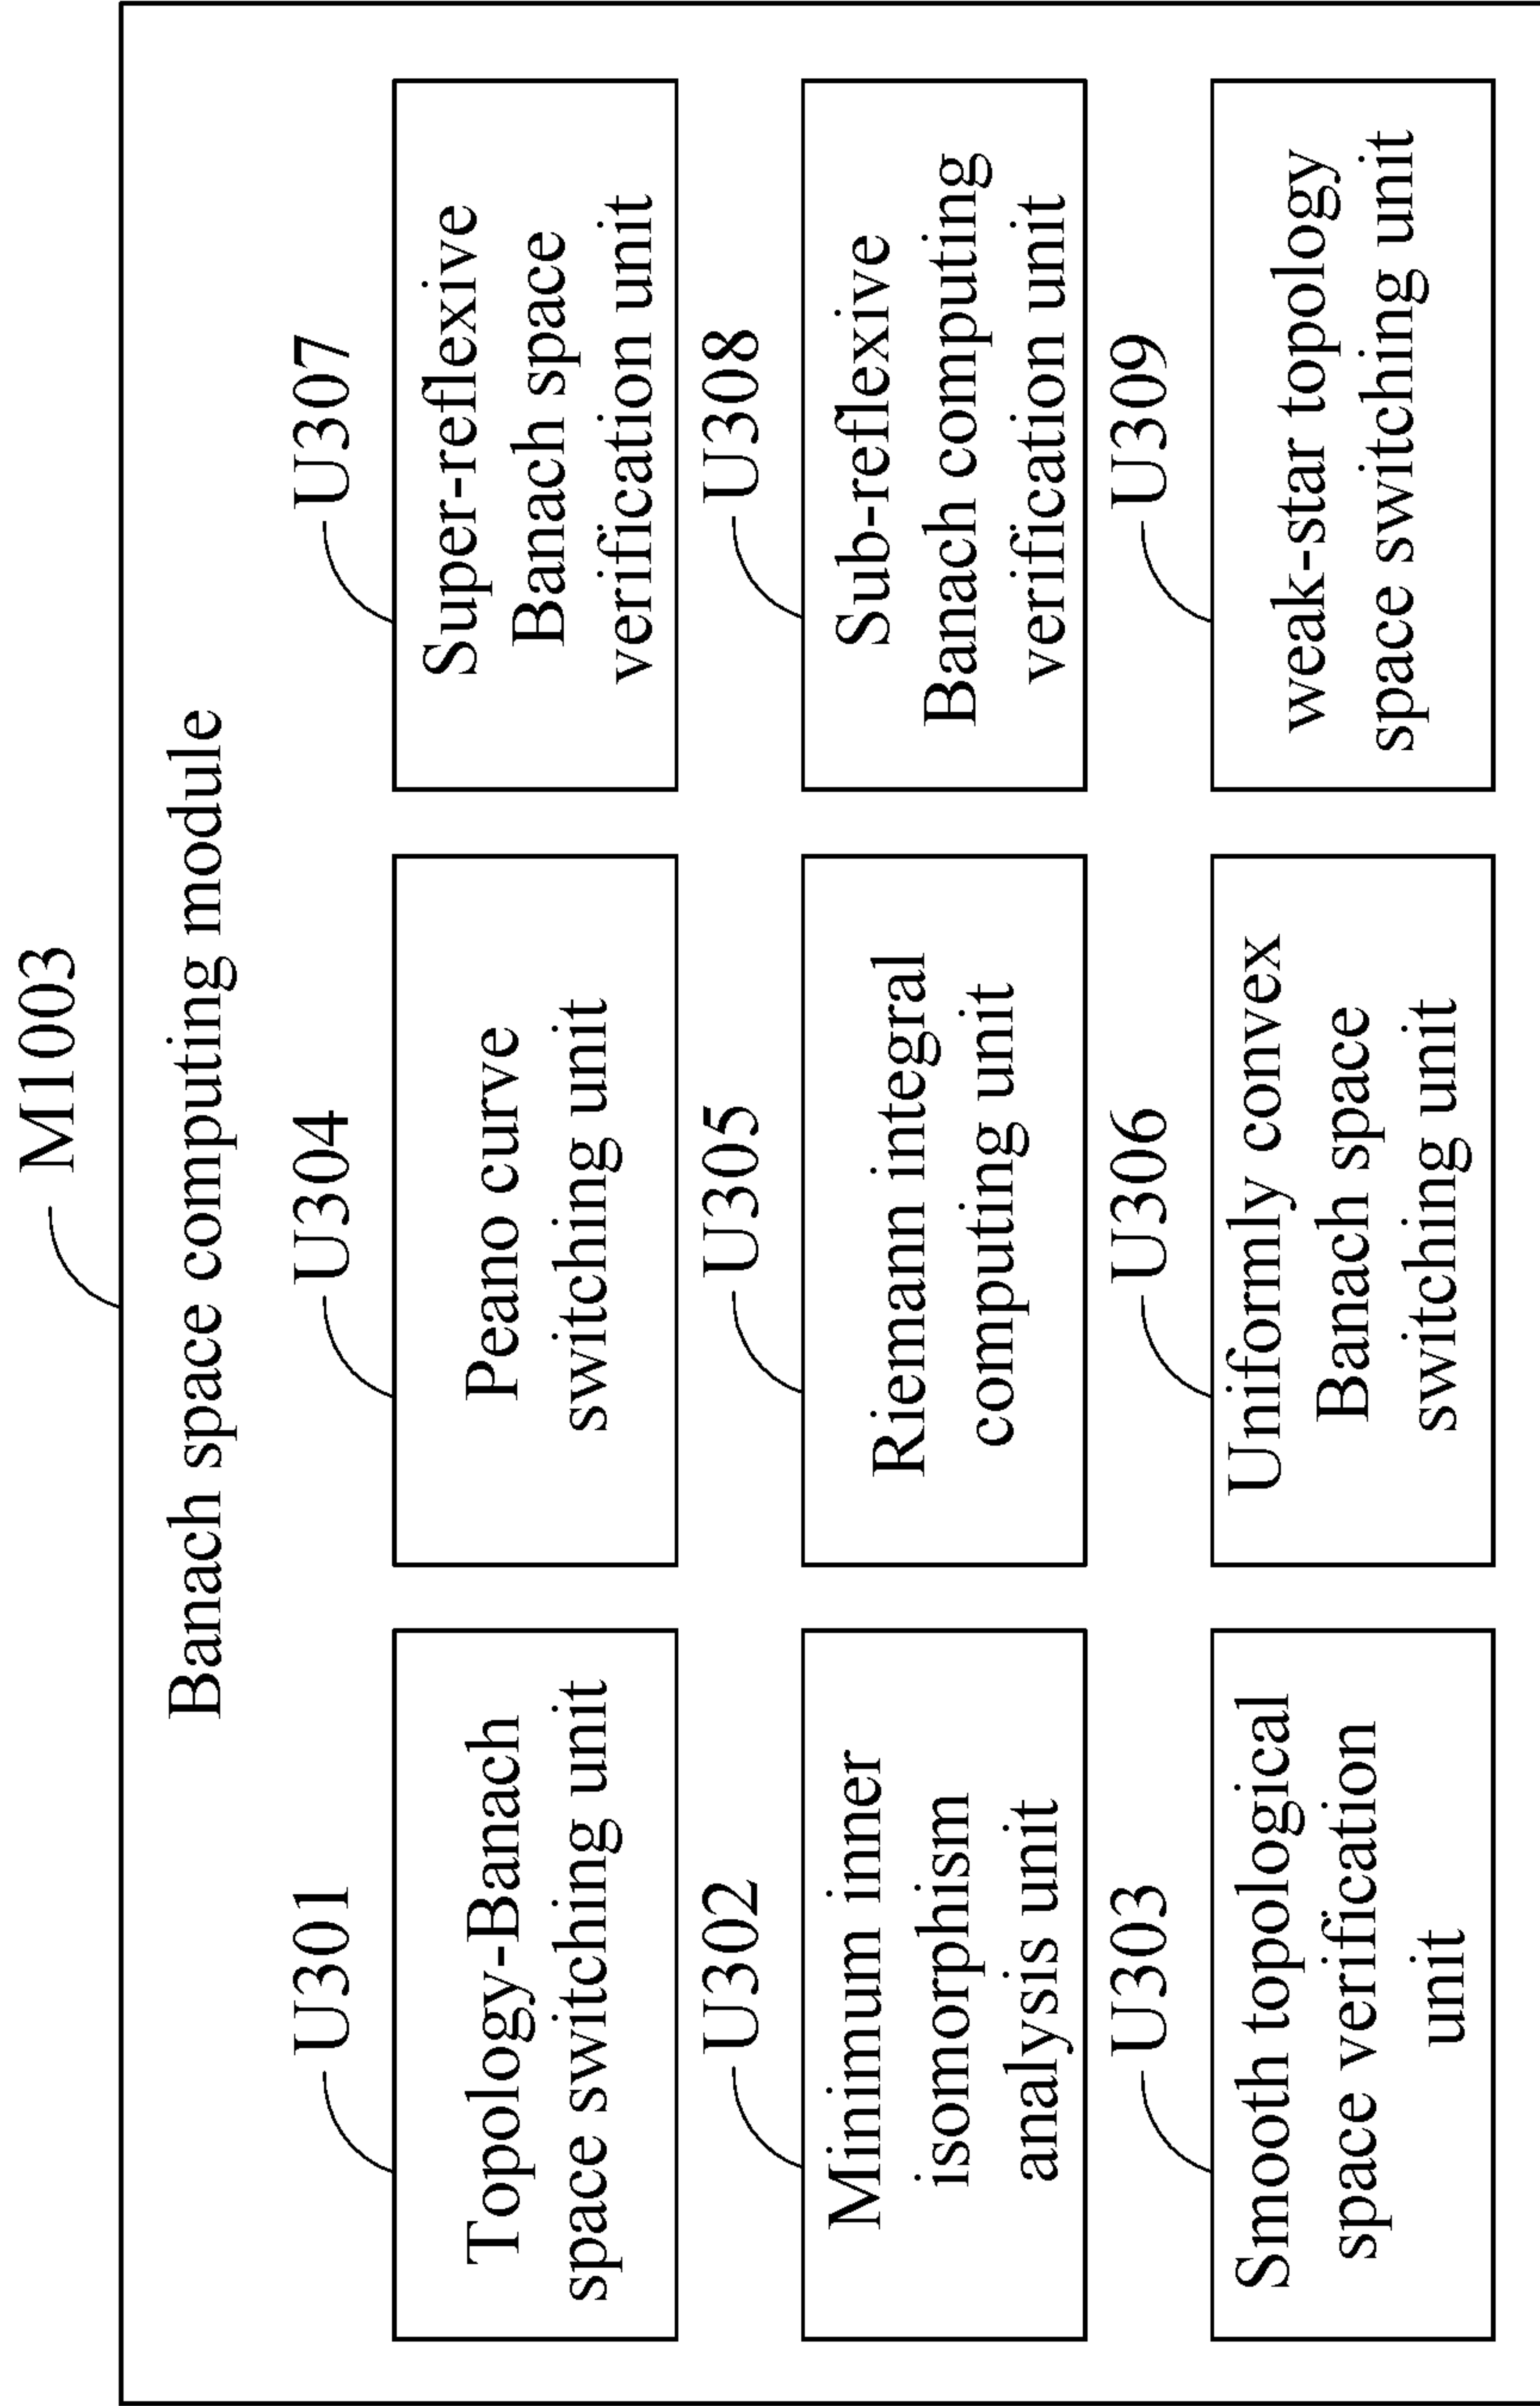 M1003
Banach space computing module
U301
Topology-Banach
space switching unit
U304
Peano curve
switching unit
U307
Super-reflexive
Banach space
verification unit
U302
Minimum inner
isomorphism
analysis unit
U305
Riemann integral
computing unit
U308
Sub-reflexive
Banach computing
verification unit
U303
Smooth topological
space verification
unit
U306
Uniformly convex
Banach space
switching unit
U309
weak-star topology
space switching unit